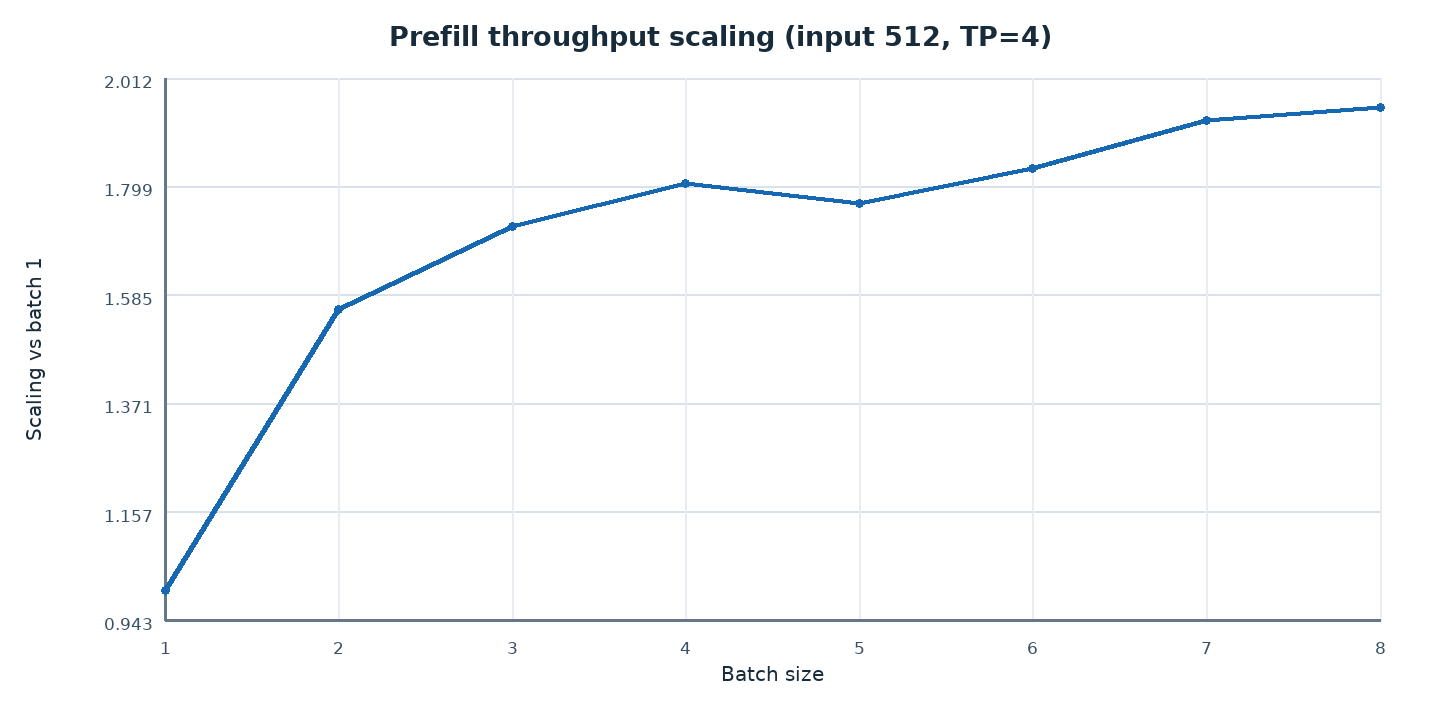 Prefill throughput scaling (input 512, TP=4)
2.012
1.799
1.585
1.371
1.157
0.943
Scaling vs batch 1
1 2 3 4 5 6 7 8
Batch size